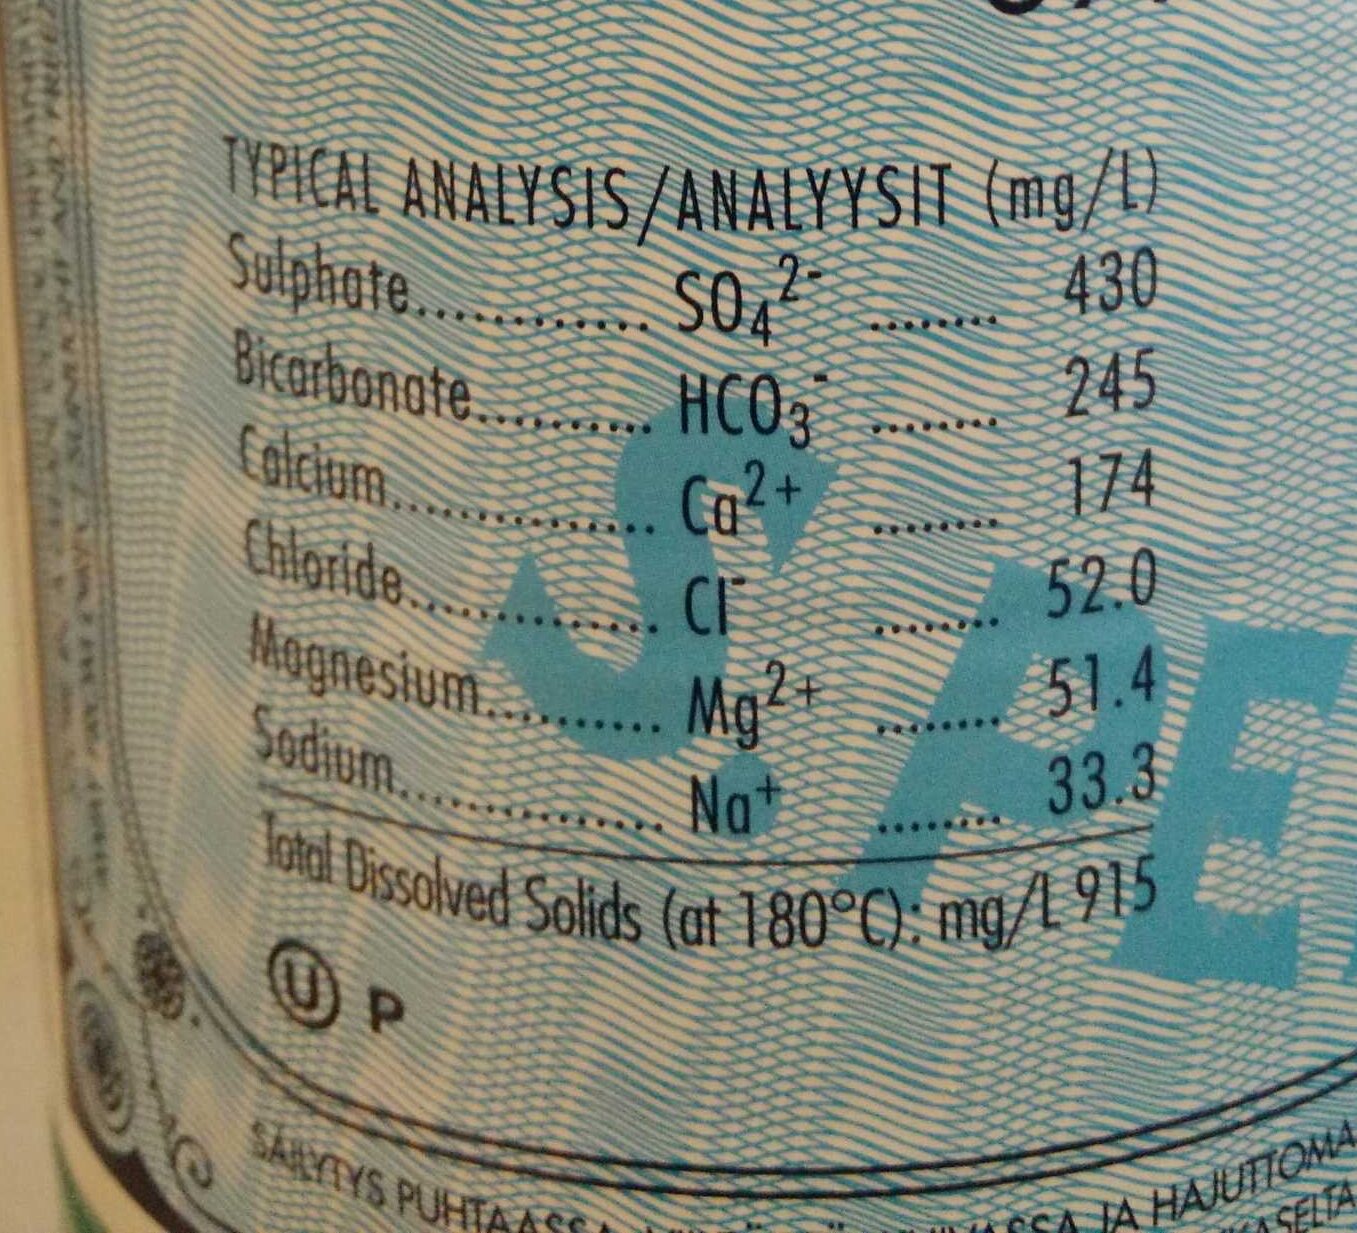 TYPICAL ANALYSIS/ANALYYSIT (mg/L)
Sulphate............. SO₄²⁻ ........ 430
Bicarbonate.......... HCO₃⁻ ........ 245
Calcium.............. Ca²⁺ ........ 174
Chloride............. Cl⁻ ........ 52.0
Magnesium.......... Mg²⁺ ........ 51.4
Sodium.............. Na⁺ ........ 33.3
Total Dissolved Solids (at 180°C): mg/L 915
U P
S. PE
SÄILYTYS PUHTAASSA JA HAJUTTOMA